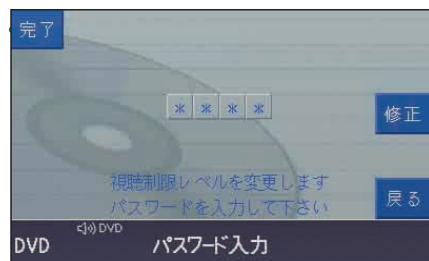 完了
* * * *
修正
視聴制限レベルを変更します
パスワードを入力して下さい
戻る
DVD
DVD パスワード入力